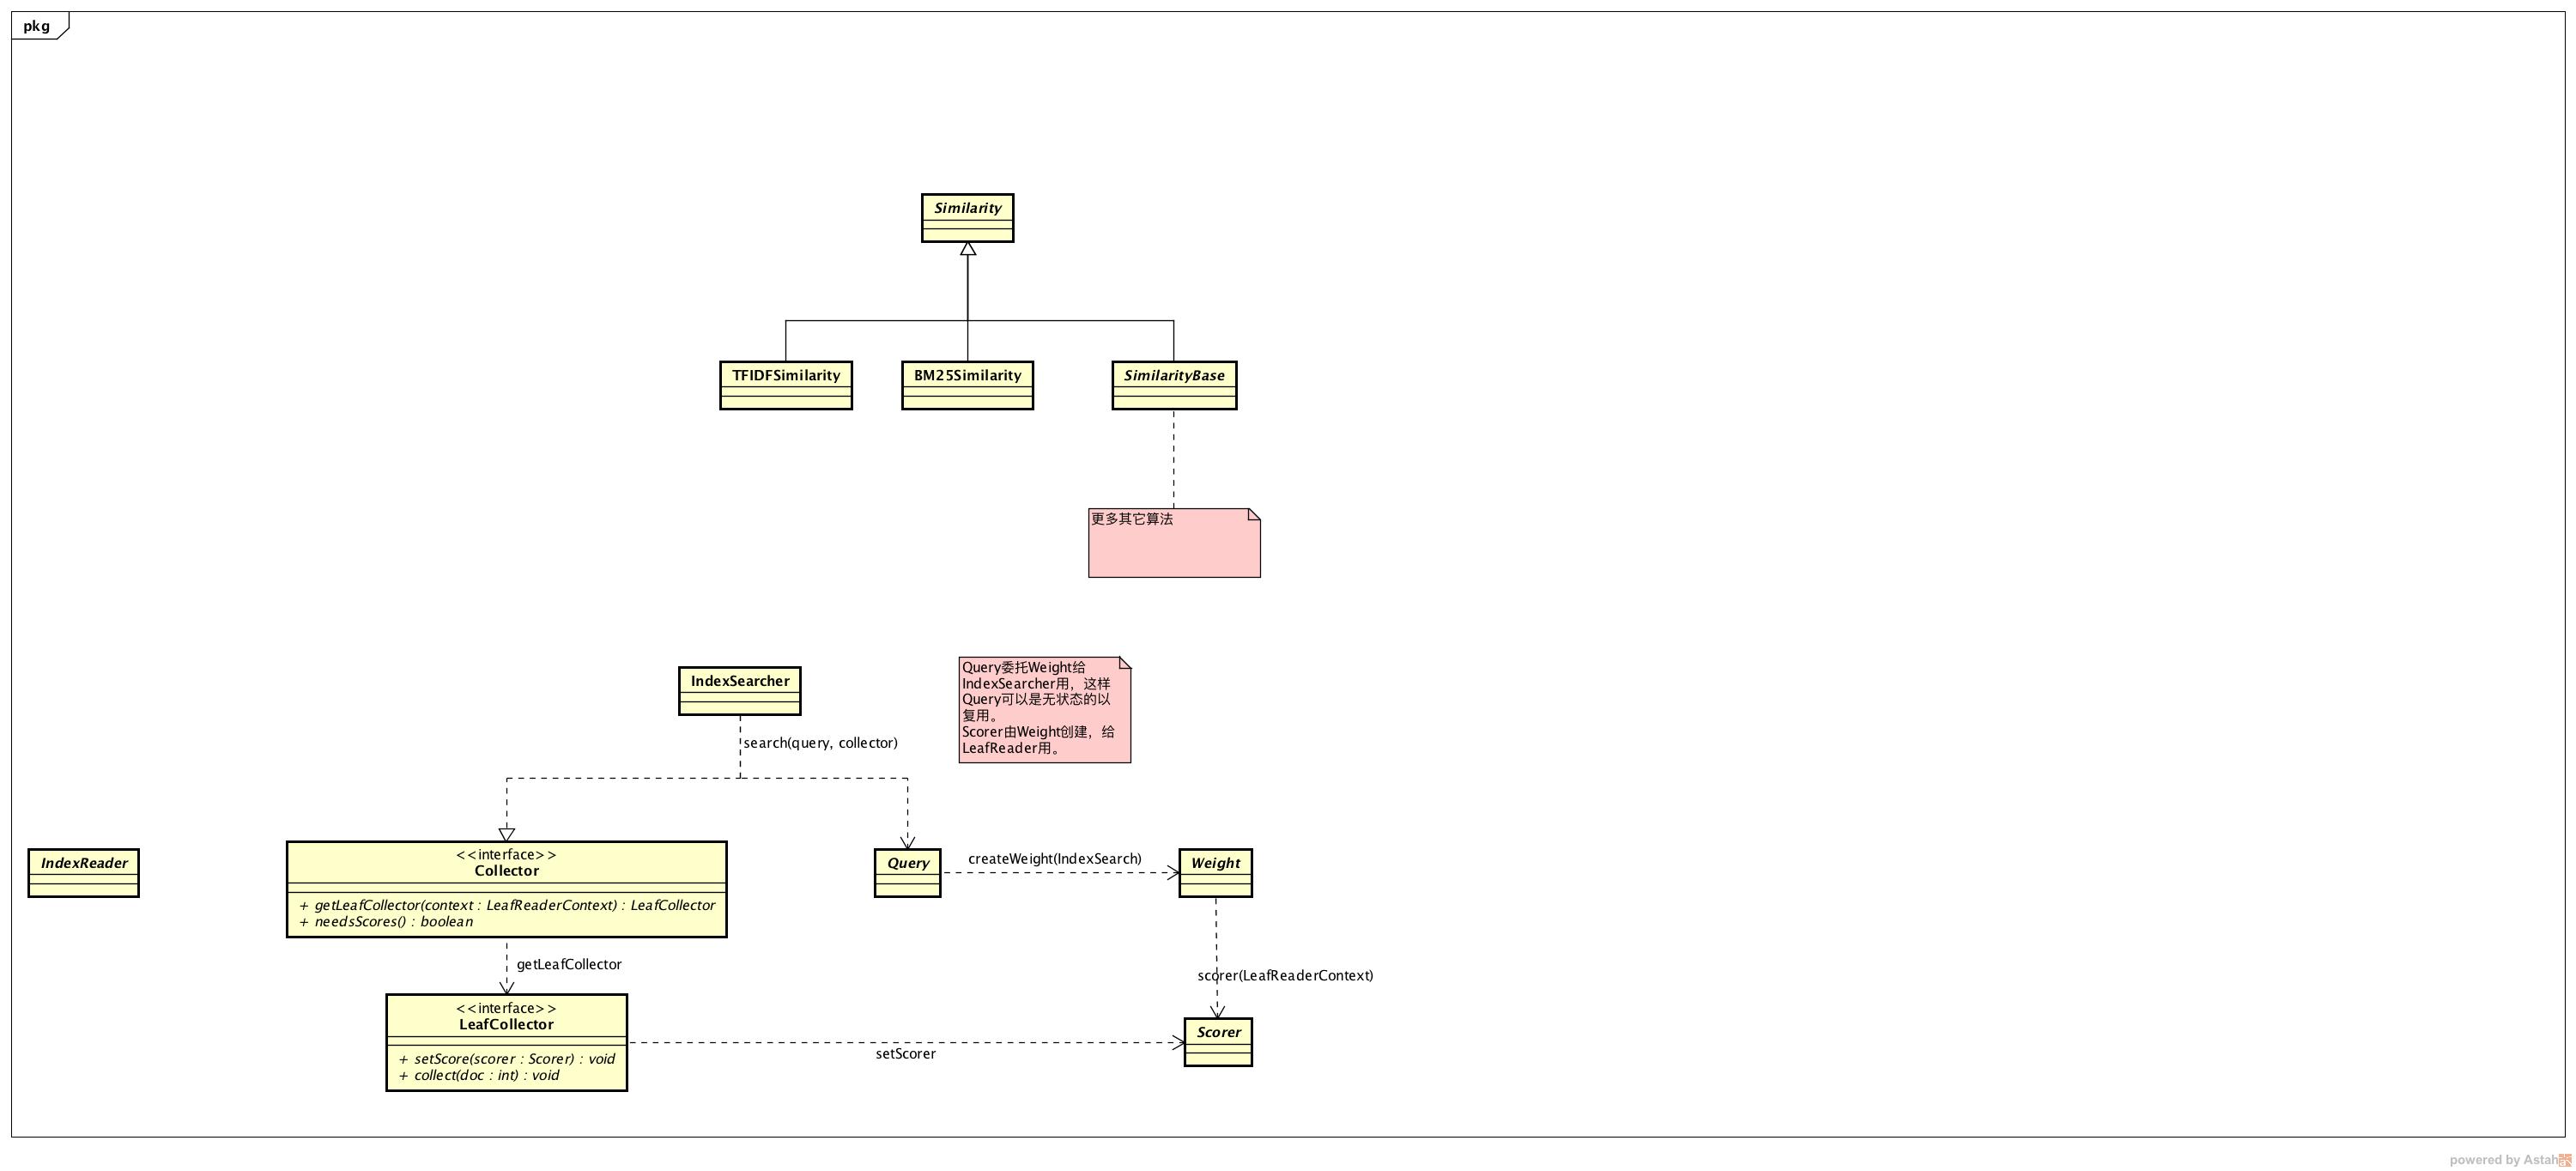 pkg
Similarity
TFIDFSimilarity
BM25Similarity
SimilarityBase
更多其它算法
IndexSearcher
Query委托Weight给
IndexSearcher用，这样
Query可以是无状态的以
复用。
Scorer由Weight创建，给
LeafReader用。
search(query, collector)
IndexReader
<<interface>>
Collector
+ getLeafCollector(context : LeafReaderContext) : LeafCollector
+ needsScores() : boolean
Query
createWeight(IndexSearch)
Weight
getLeafCollector
scorer(LeafReaderContext)
<<interface>>
LeafCollector
+ setScore(scorer : Scorer) : void
+ collect(doc : int) : void
setScorer
Scorer
powered by Astah